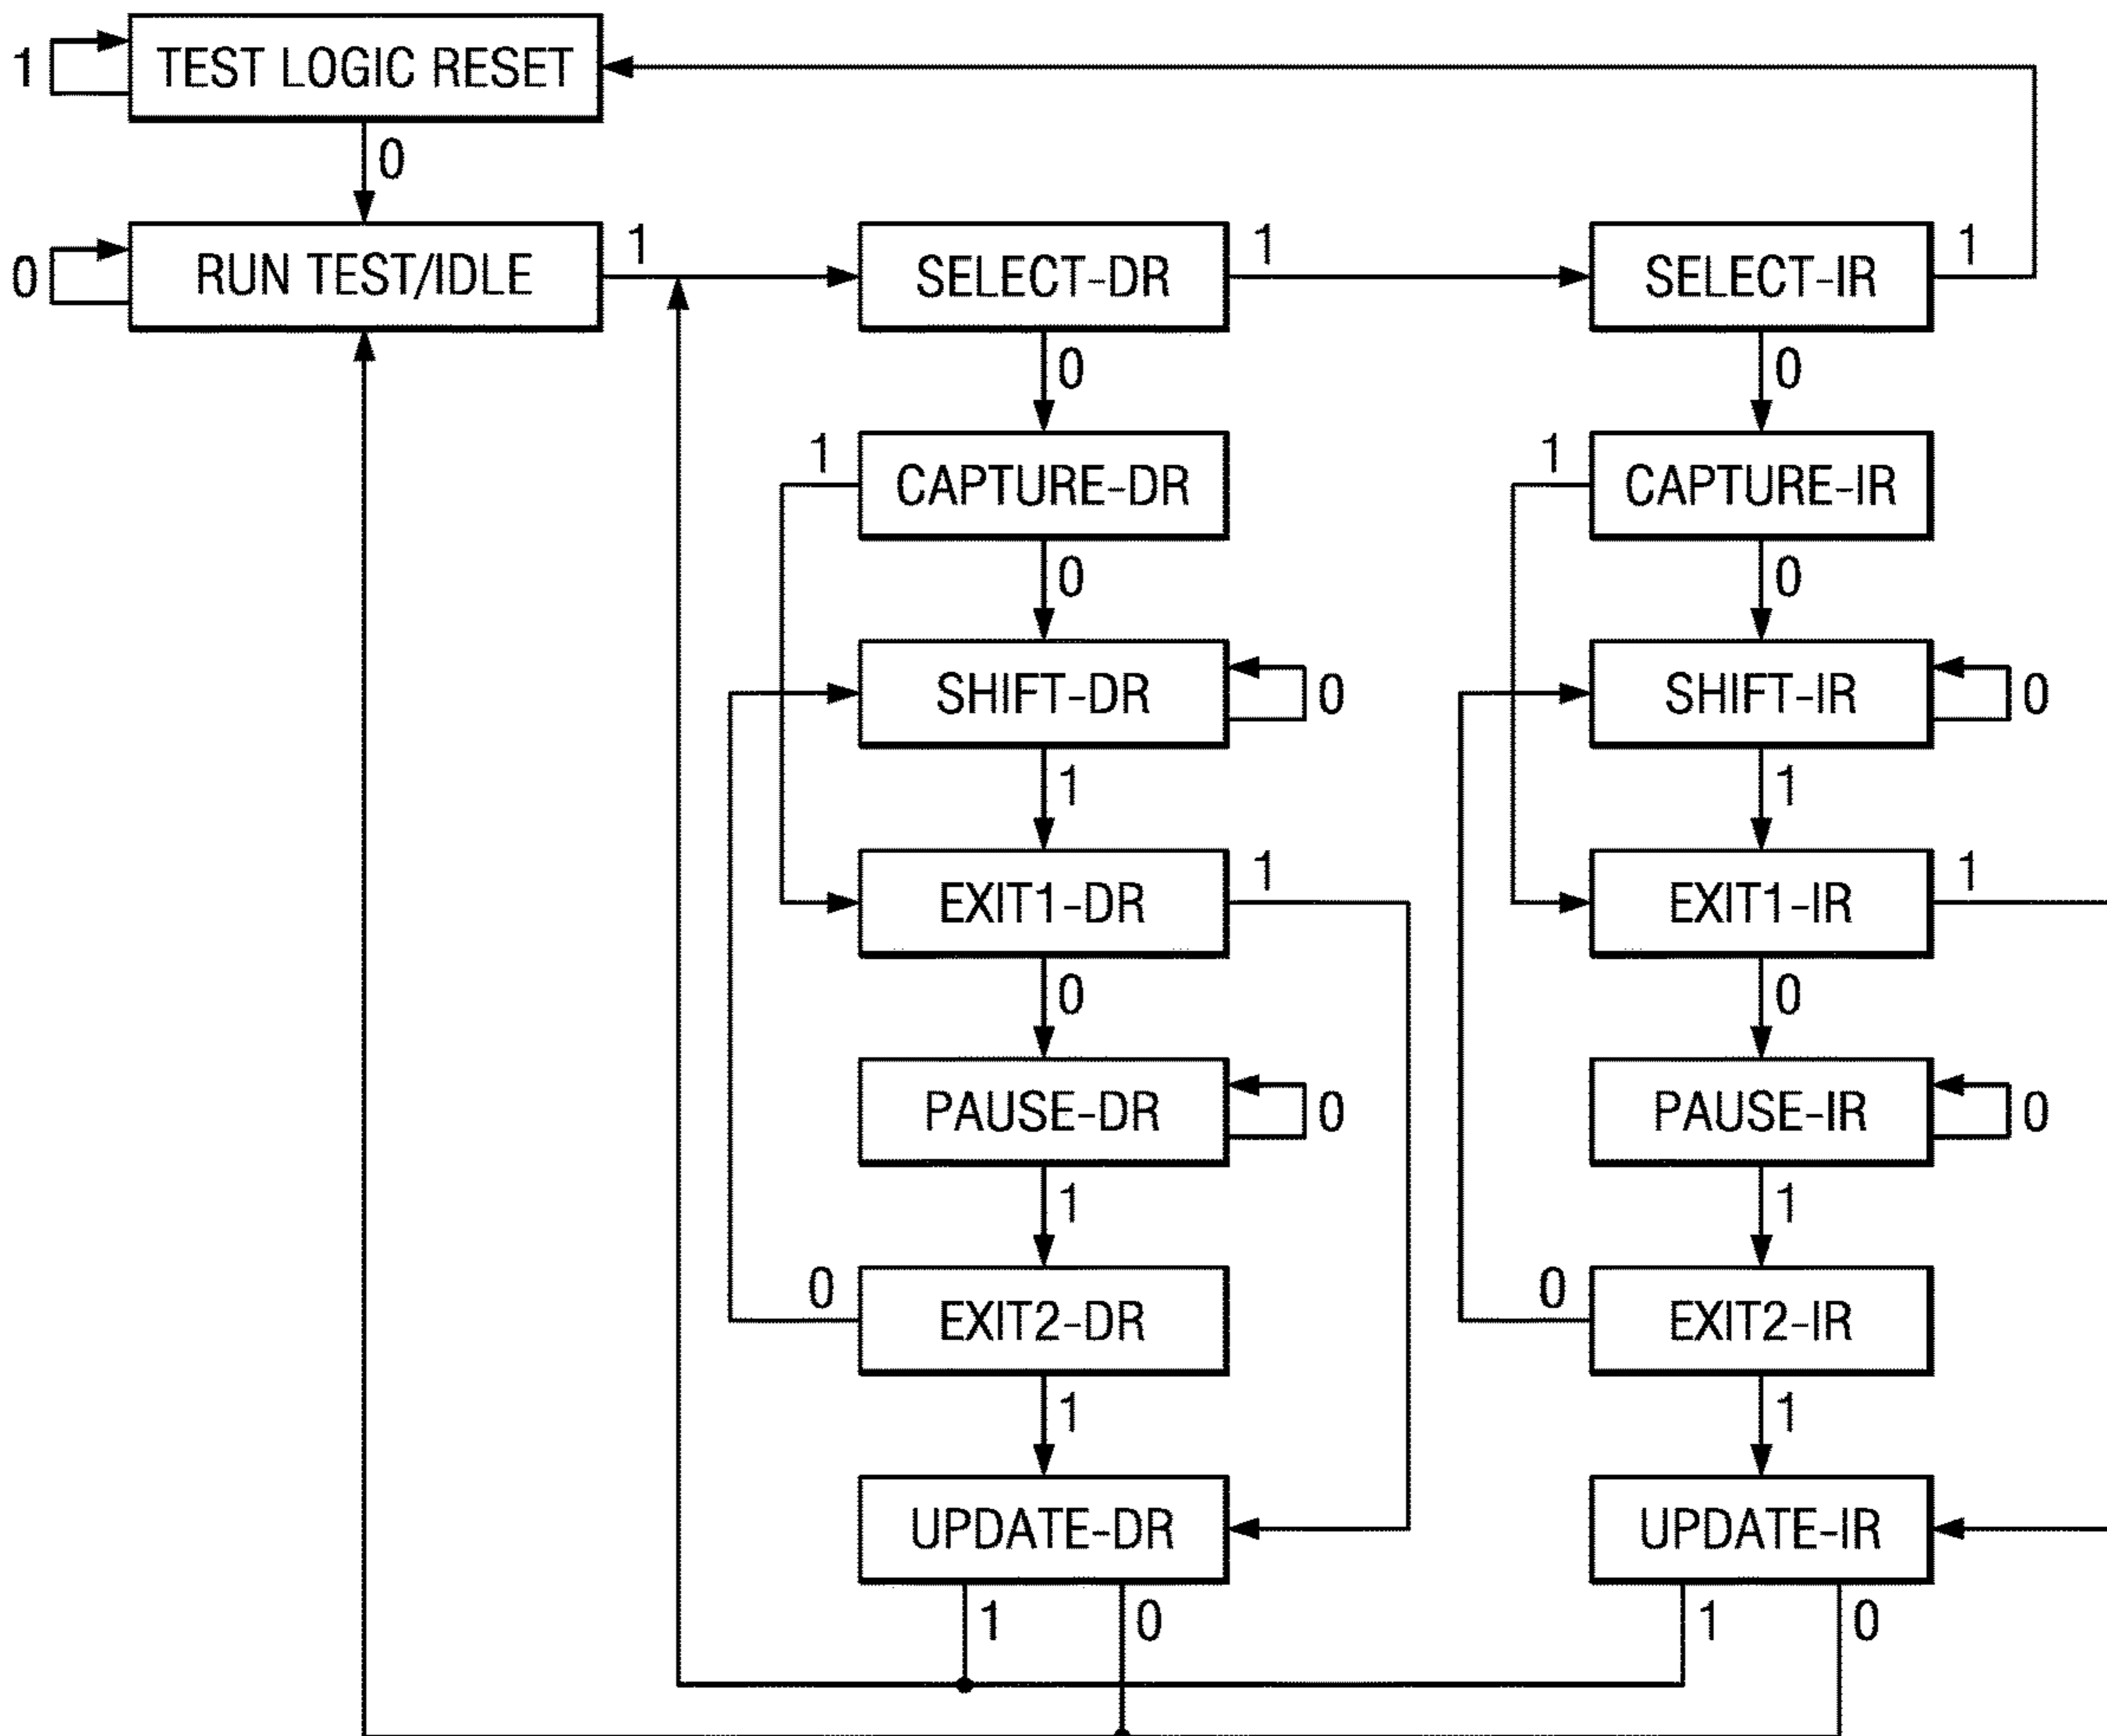 1 TEST LOGIC RESET
0
0 RUN TEST/IDLE 1 SELECT-DR 1 SELECT-IR 1
0 0
1 CAPTURE-DR 1 CAPTURE-IR
0 0
SHIFT-DR 0 SHIFT-IR 0
1 1
EXIT1-DR 1 EXIT1-IR 1
0 0
PAUSE-DR 0 PAUSE-IR 0
1 1
0 EXIT2-DR 0 EXIT2-IR
1 1
UPDATE-DR UPDATE-IR
1 0 1 0